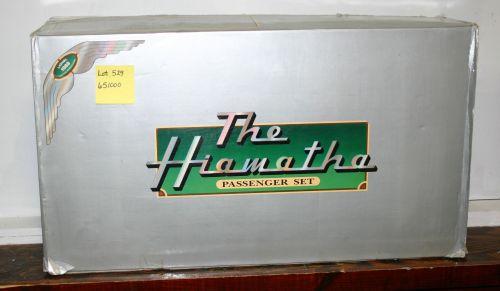 Lot 529
651000
The
Hiawatha
PASSENGER SET